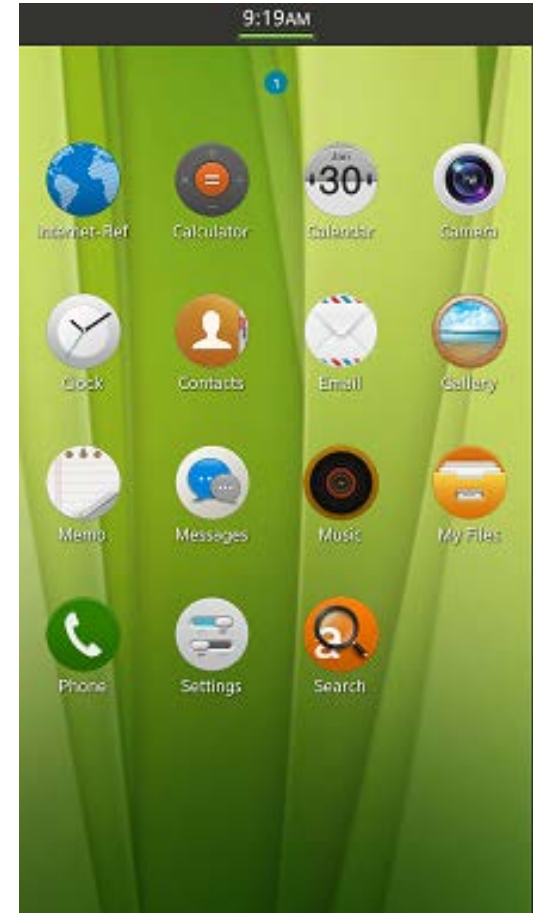 9:19AM
1
Internet-Ref Calculator Calendar Camera
Jan
30
Clock Contacts Email Gallery
Memo Messages Music My Files
a
Phone Settings Search